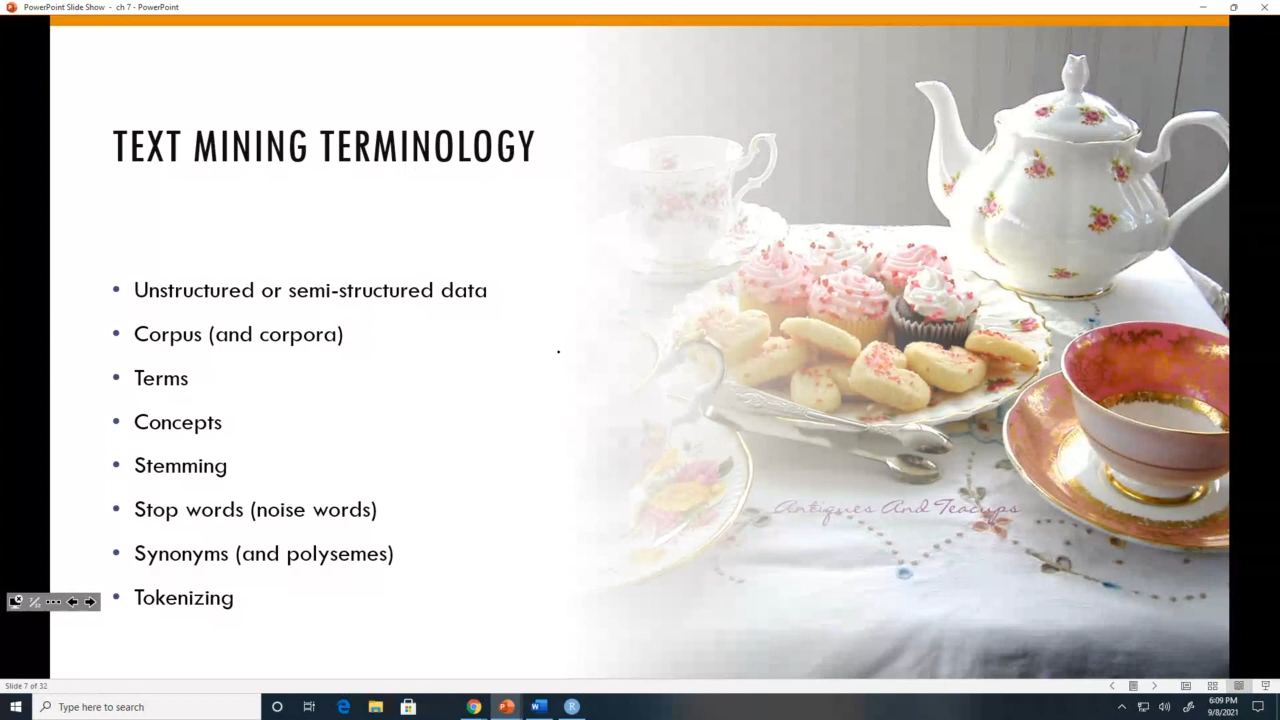 PowerPoint Slide Show - ch 7 - PowerPoint
TEXT MINING TERMINOLOGY
• Unstructured or semi-structured data
• Corpus (and corpora)
• Terms
• Concepts
• Stemming
• Stop words (noise words)
• Synonyms (and polysemes)
• Tokenizing
Antiques And Teacups
Slide 7 of 32
Type here to search
6:09 PM
9/8/2021